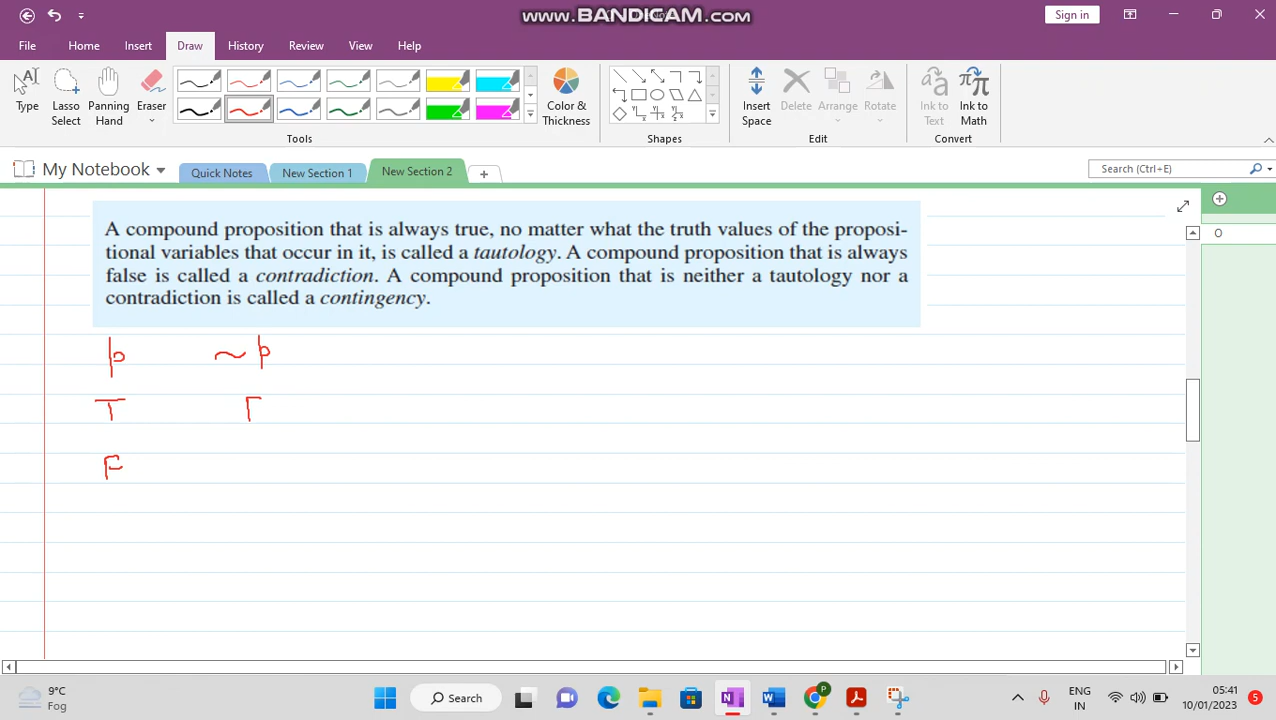 www.BANDICAM.com
Sign in
File Home Insert Draw History Review View Help
Type Lasso Select Panning Hand Eraser
Color & Thickness
Insert Space Delete Arrange Rotate
Ink to Text Ink to Math
Tools Shapes Edit Convert
My Notebook Quick Notes New Section 1 New Section 2 +
Search (Ctrl+E)
A compound proposition that is always true, no matter what the truth values of the proposi-
tional variables that occur in it, is called a tautology. A compound proposition that is always
false is called a contradiction. A compound proposition that is neither a tautology nor a
contradiction is called a contingency.
p ~p
T
F
9°C
Fog
Search
ENG
IN
05:41
10/01/2023
5